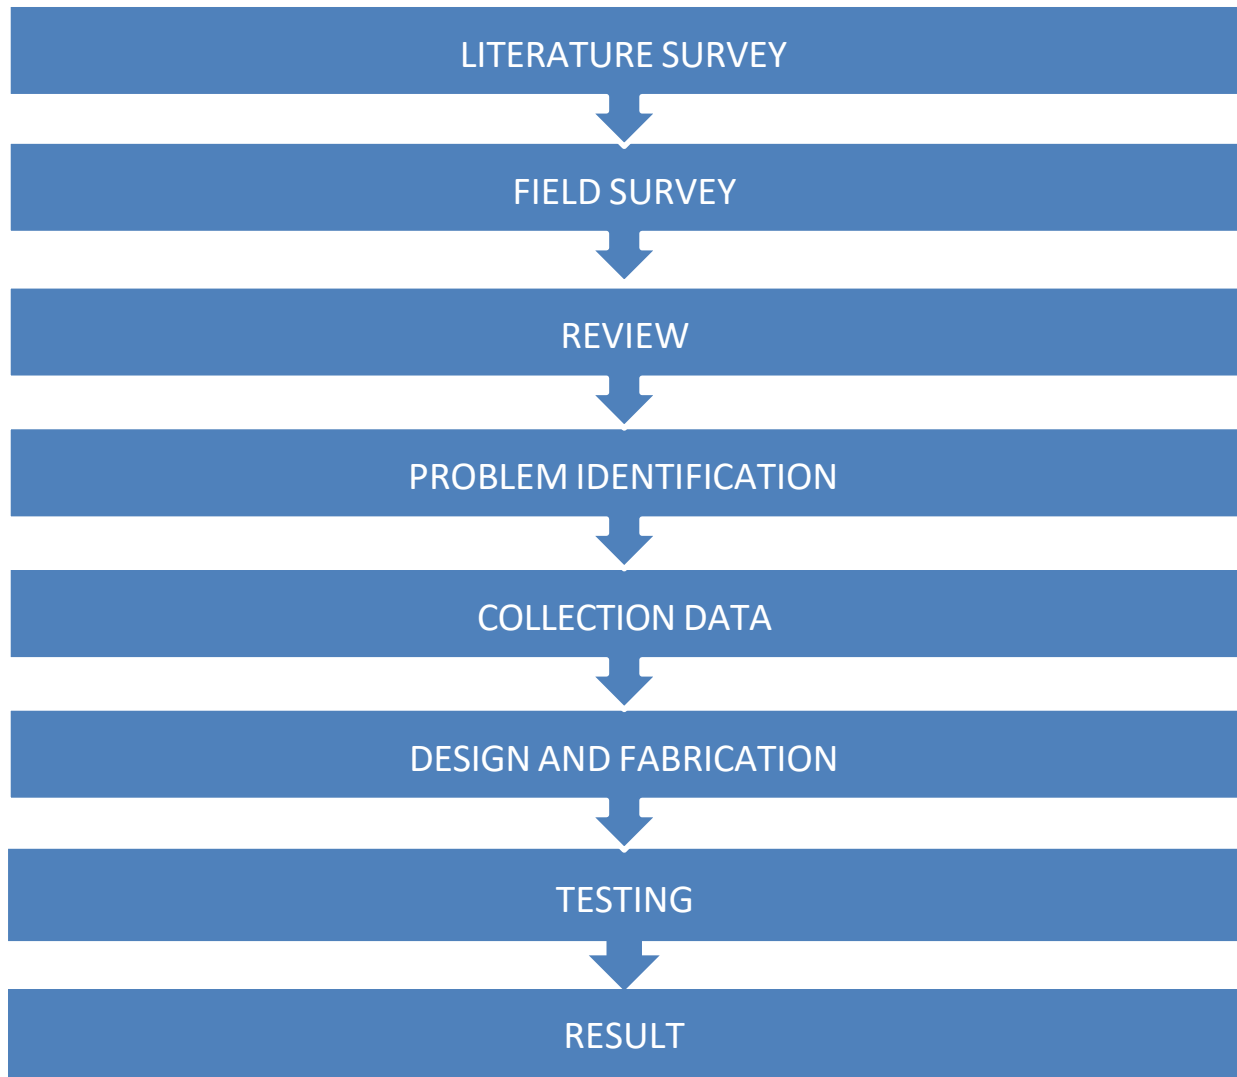 LITERATURE SURVEY
FIELD SURVEY
REVIEW
PROBLEM IDENTIFICATION
COLLECTION DATA
DESIGN AND FABRICATION
TESTING
RESULT